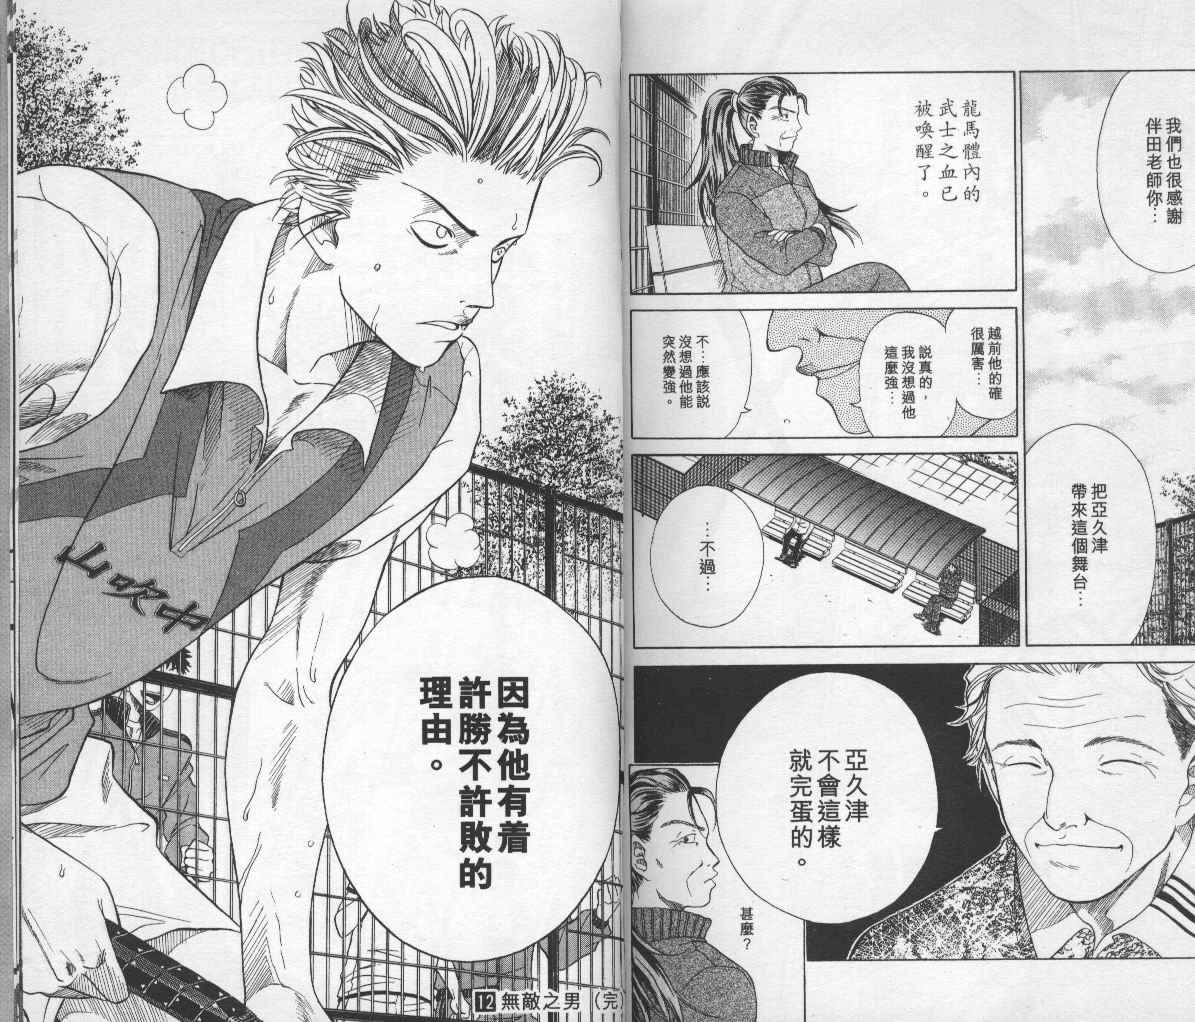 我們也很感謝
伴田老師你…
把亞久津
帶來這個舞台…
龍馬體內的
武士之血已
被喚醒了。
越前他的確
很厲害…
説真的，
我沒想過他
這麼強…
不…應該說
沒想過他能
突然變強。
…不過…
亞久津
不會這樣
就完蛋的。
甚麼？
因為他有着
許勝不許敗的
理由。
山吹中
12 無敵之男（完）